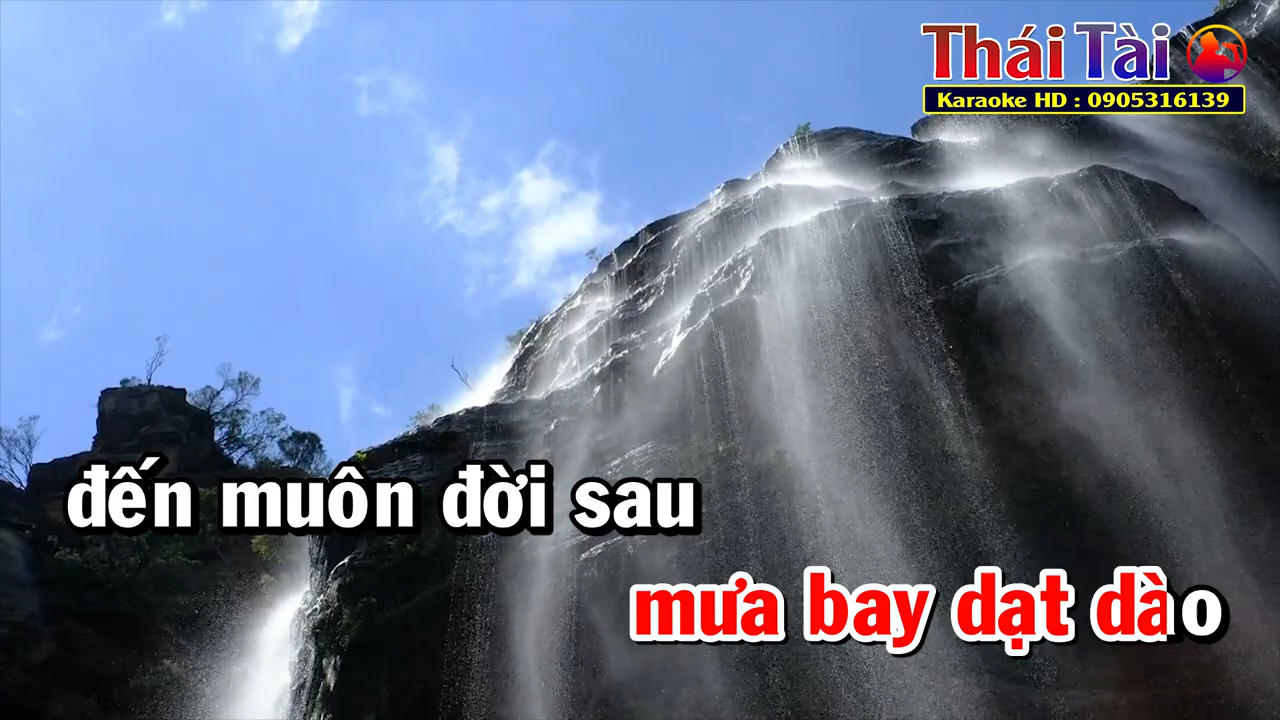 Thái Tài
Karaoke HD : 0905316139
đến muôn đời sau
mưa bay dạt dào